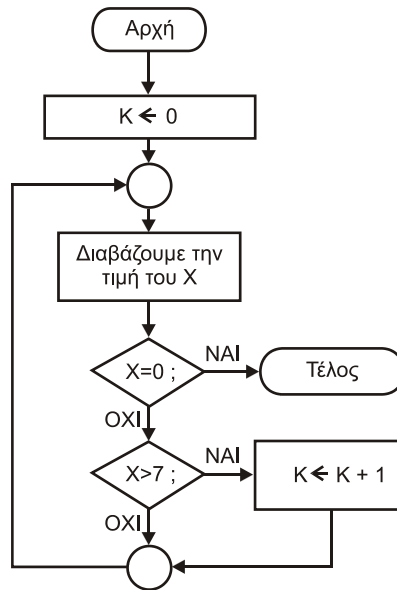 Αρχή
Κ ← 0
Διαβάζουμε την
τιμή του Χ
Χ=0 ;
ΝΑΙ
Τέλος
ΟΧΙ
Χ>7 ;
ΝΑΙ
Κ ← Κ + 1
ΟΧΙ